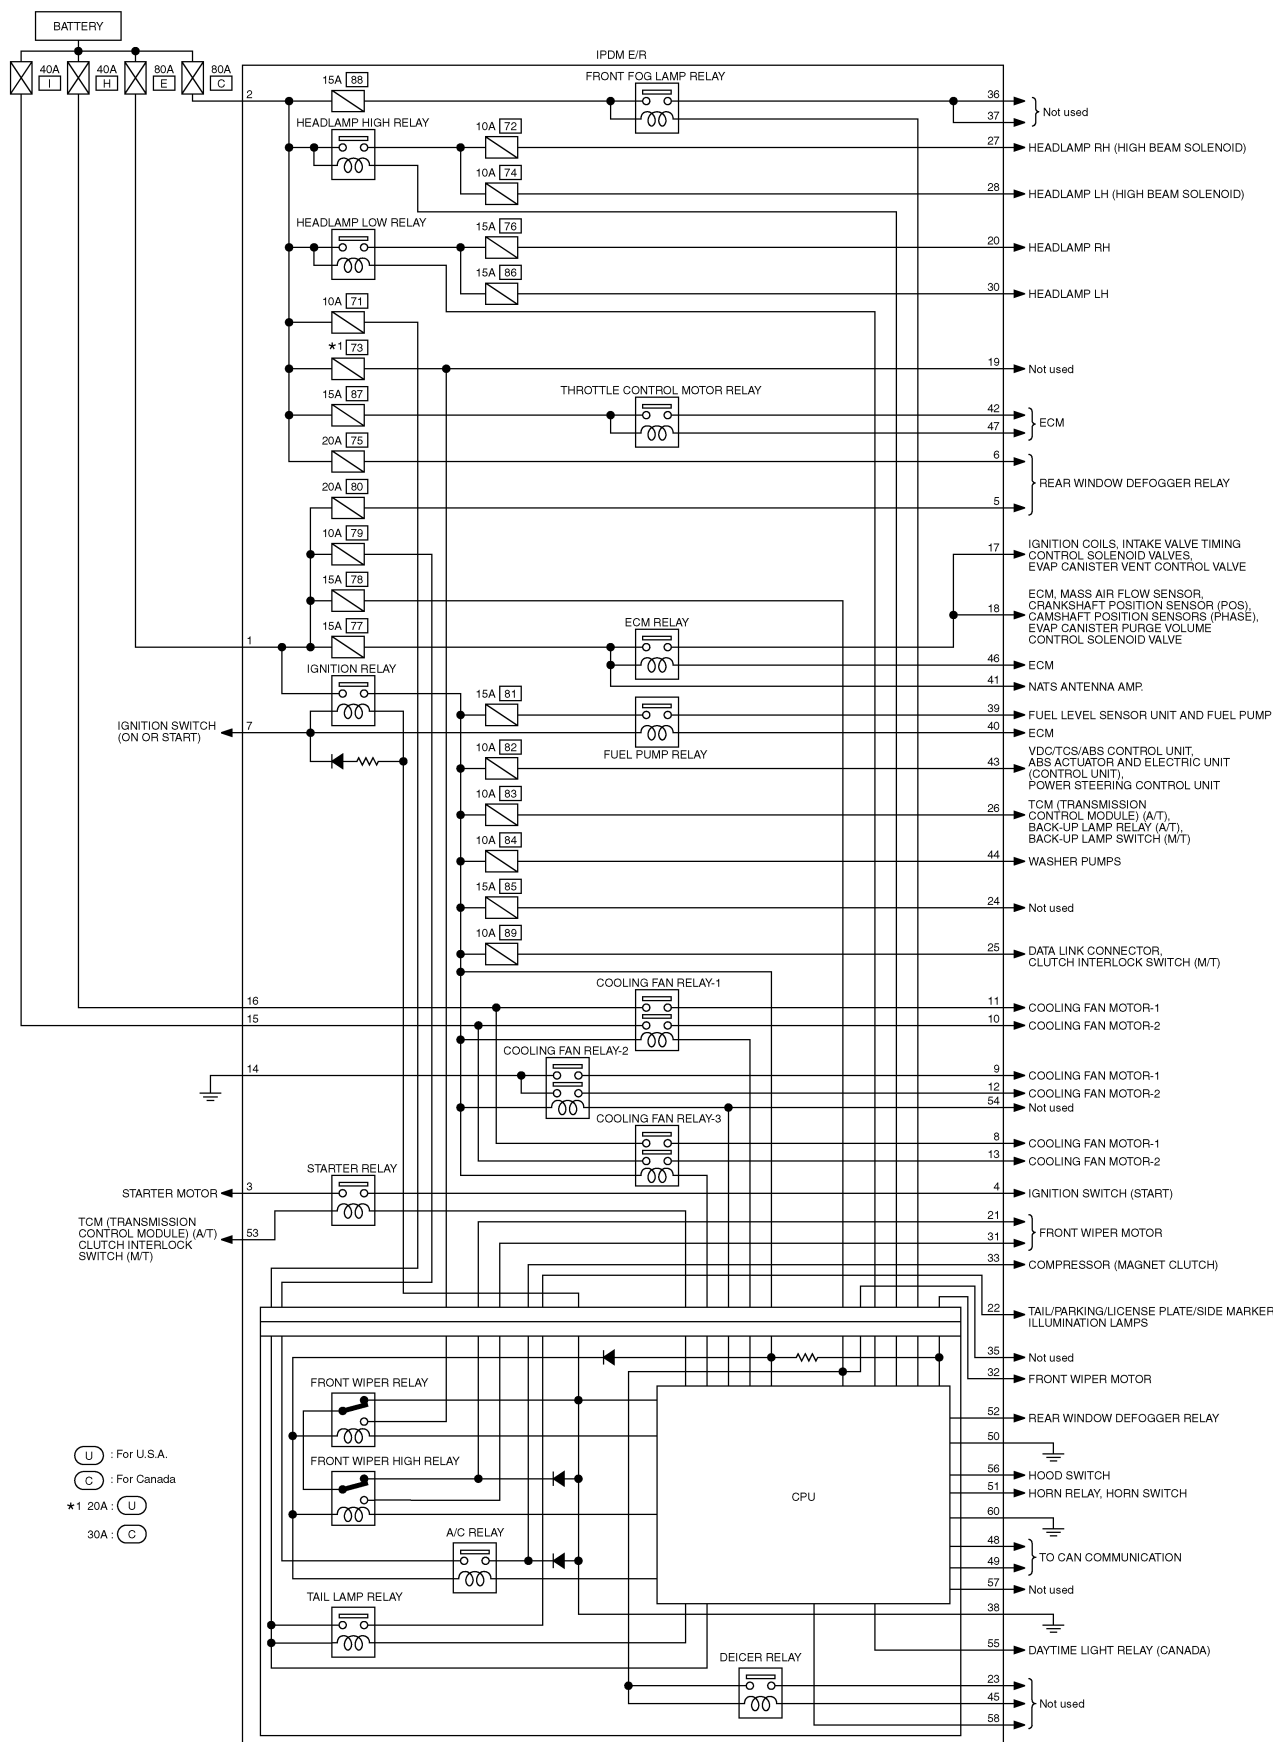 BATTERY
40A
I
40A
H
80A
E
80A
C
IPDM E/R
2
15A 88
FRONT FOG LAMP RELAY
36
37
Not used
HEADLAMP HIGH RELAY
10A 72
27
HEADLAMP RH (HIGH BEAM SOLENOID)
10A 74
28
HEADLAMP LH (HIGH BEAM SOLENOID)
HEADLAMP LOW RELAY
15A 76
20
HEADLAMP RH
15A 86
30
HEADLAMP LH
10A 71
*1 73
19
Not used
15A 87
THROTTLE CONTROL MOTOR RELAY
42
47
ECM
20A 75
6
20A 80
5
REAR WINDOW DEFOGGER RELAY
10A 79
17
IGNITION COILS, INTAKE VALVE TIMING
CONTROL SOLENOID VALVES,
EVAP CANISTER VENT CONTROL VALVE
15A 78
18
ECM, MASS AIR FLOW SENSOR,
CRANKSHAFT POSITION SENSOR (POS),
CAMSHAFT POSITION SENSORS (PHASE),
EVAP CANISTER PURGE VOLUME
CONTROL SOLENOID VALVE
1
15A 77
ECM RELAY
46
ECM
41
NATS ANTENNA AMP.
IGNITION RELAY
15A 81
39
FUEL LEVEL SENSOR UNIT AND FUEL PUMP
IGNITION SWITCH
(ON OR START)
7
40
ECM
FUEL PUMP RELAY
10A 82
43
VDC/TCS/ABS CONTROL UNIT,
ABS ACTUATOR AND ELECTRIC UNIT
(CONTROL UNIT),
POWER STEERING CONTROL UNIT
10A 83
26
TCM (TRANSMISSION
CONTROL MODULE) (A/T),
BACK-UP LAMP RELAY (A/T),
BACK-UP LAMP SWITCH (M/T)
10A 84
44
WASHER PUMPS
15A 85
24
Not used
10A 89
25
DATA LINK CONNECTOR,
CLUTCH INTERLOCK SWITCH (M/T)
COOLING FAN RELAY-1
16
11
COOLING FAN MOTOR-1
15
10
COOLING FAN MOTOR-2
COOLING FAN RELAY-2
14
9
COOLING FAN MOTOR-1
12
COOLING FAN MOTOR-2
54
Not used
COOLING FAN RELAY-3
8
COOLING FAN MOTOR-1
13
COOLING FAN MOTOR-2
STARTER RELAY
STARTER MOTOR
3
4
IGNITION SWITCH (START)
TCM (TRANSMISSION
CONTROL MODULE) (A/T)
CLUTCH INTERLOCK
SWITCH (M/T)
53
21
31
FRONT WIPER MOTOR
33
COMPRESSOR (MAGNET CLUTCH)
22
TAIL/PARKING/LICENSE PLATE/SIDE MARKER
ILLUMINATION LAMPS
35
Not used
32
FRONT WIPER MOTOR
FRONT WIPER RELAY
52
REAR WINDOW DEFOGGER RELAY
50
FRONT WIPER HIGH RELAY
56
HOOD SWITCH
51
HORN RELAY, HORN SWITCH
CPU
60
U : For U.S.A.
C : For Canada
*1 20A : U
30A : C
A/C RELAY
48
49
TO CAN COMMUNICATION
57
Not used
TAIL LAMP RELAY
38
55
DAYTIME LIGHT RELAY (CANADA)
DEICER RELAY
23
45
58
Not used